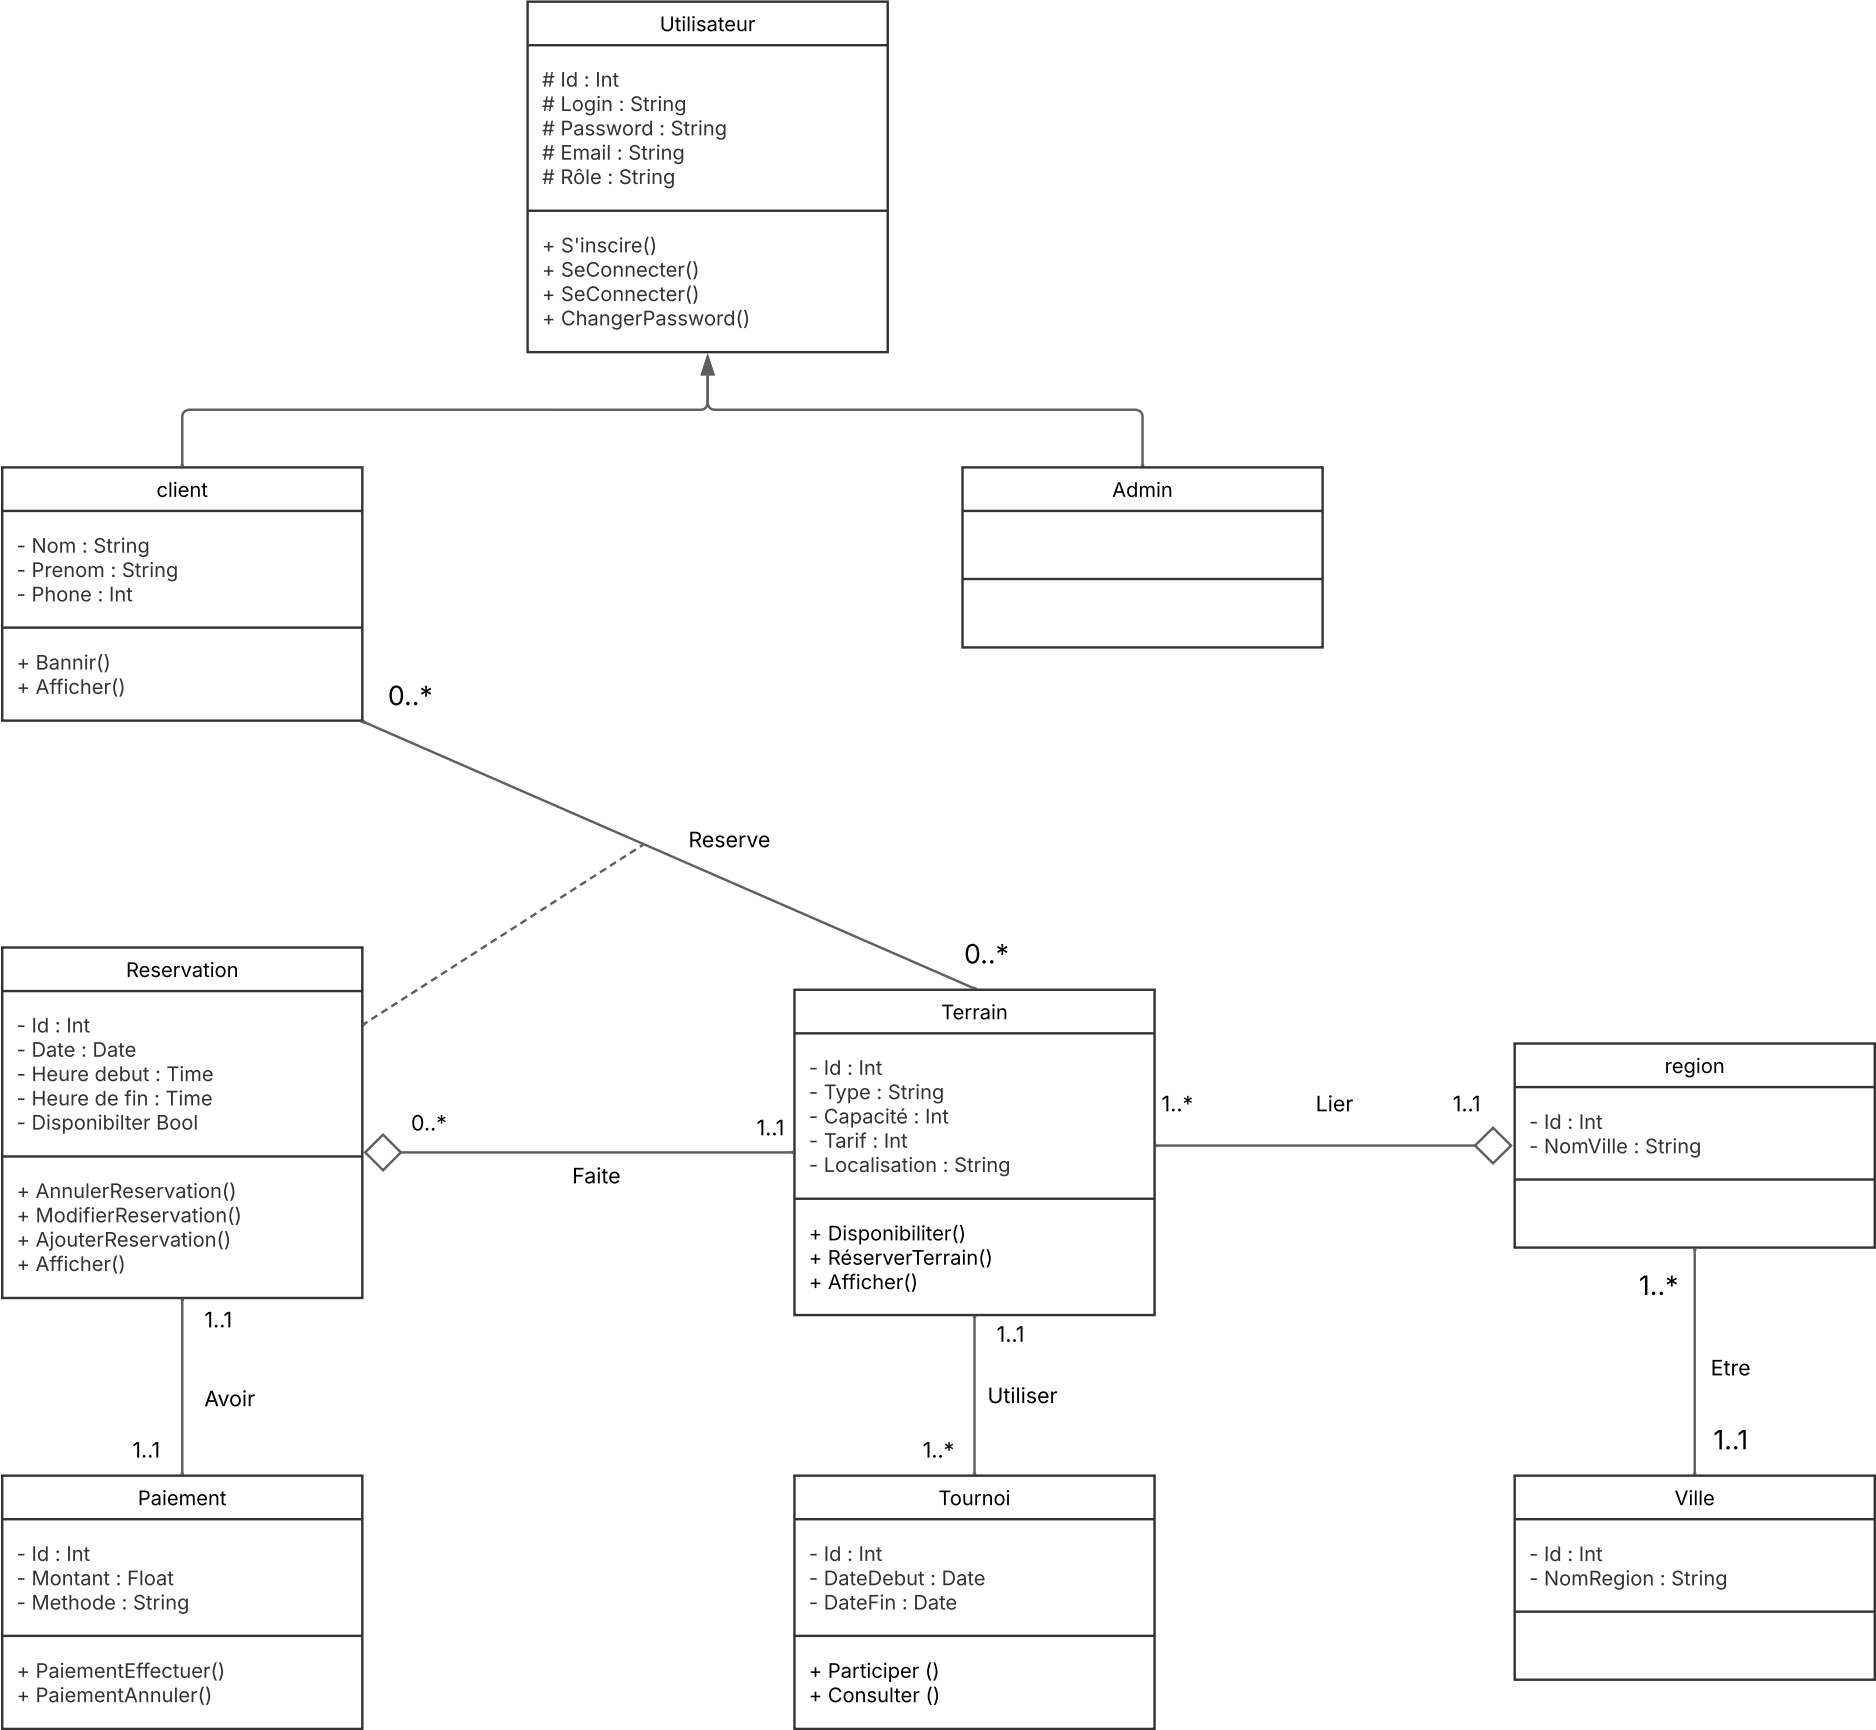 Utilisateur
# Id : Int
# Login : String
# Password : String
# Email : String
# Rôle : String
+ S'inscire()
+ SeConnecter()
+ SeConnecter()
+ ChangerPassword()
client
- Nom : String
- Prenom : String
- Phone : Int
+ Bannir()
+ Afficher()
Admin
0..*
Reserve
0..*
Reservation
- Id : Int
- Date : Date
- Heure debut : Time
- Heure de fin : Time
- Disponibilter Bool
+ AnnulerReservation()
+ ModifierReservation()
+ AjouterReservation()
+ Afficher()
0..*
Faite
1..1
Terrain
- Id : Int
- Type : String
- Capacité : Int
- Tarif : Int
- Localisation : String
+ Disponibiliter()
+ RéserverTerrain()
+ Afficher()
1..*
Lier
1..1
region
- Id : Int
- NomVille : String
1..1
Avoir
1..1
1..1
Utiliser
1..*
1..*
Etre
1..1
Paiement
- Id : Int
- Montant : Float
- Methode : String
+ PaiementEffectuer()
+ PaiementAnnuler()
Tournoi
- Id : Int
- DateDebut : Date
- DateFin : Date
+ Participer ()
+ Consulter ()
Ville
- Id : Int
- NomRegion : String